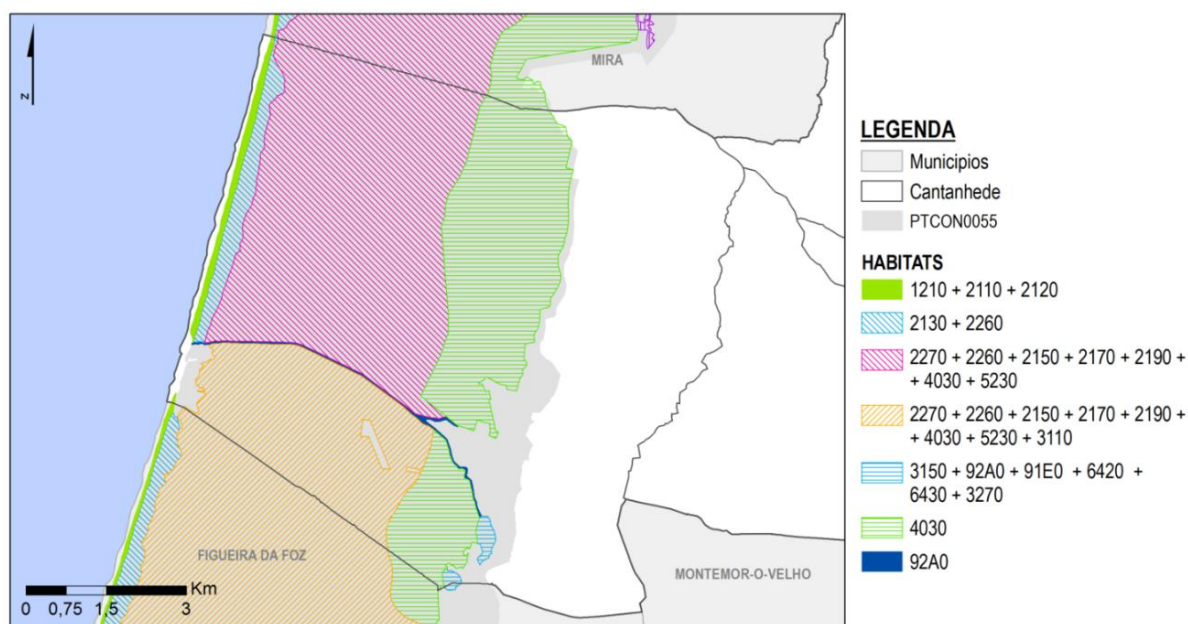 z
MIRA
FIGUEIRA DA FOZ
MONTEMOR-O-VELHO
Km
0 0,75 1,5 3
LEGENDA
Municipios
Cantanhede
PTCON0055
HABITATS
1210 + 2110 + 2120
2130 + 2260
2270 + 2260 + 2150 + 2170 + 2190 +
+ 4030 + 5230
2270 + 2260 + 2150 + 2170 + 2190 +
+ 4030 + 5230 + 3110
3150 + 92A0 + 91E0 + 6420 +
6430 + 3270
4030
92A0